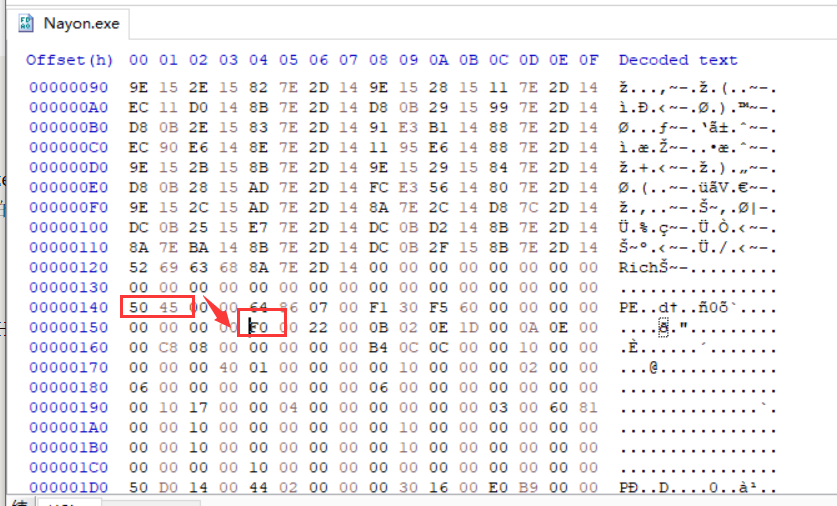 Nayon.exe
Offset(h) 00 01 02 03 04 05 06 07 08 09 0A 0B 0C 0D 0E 0F Decoded text
00000090 9E 15 2E 15 82 7E 2D 14 9E 15 28 15 11 7E 2D 14 ž...‚~-.ž.(..~-.
000000A0 EC 11 D0 14 8B 7E 2D 14 D8 0B 29 15 99 7E 2D 14 ì.Ð.‹~-.Ø.).™~-.
000000B0 D8 0B 2E 15 83 7E 2D 14 91 E3 B1 14 88 7E 2D 14 Ø...ƒ~-.‘ã±.ˆ~-.
000000C0 EC 90 E6 14 8E 7E 2D 14 11 95 E6 14 88 7E 2D 14 ì.æ.Ž~-..•æ.ˆ~-.
000000D0 9E 15 2B 15 8B 7E 2D 14 9E 15 29 15 84 7E 2D 14 ž.+.‹~-.ž.).„~-.
000000E0 D8 0B 28 15 AD 7E 2D 14 FC E3 56 14 80 7E 2D 14 Ø.(..~-.üãV.€~-.
000000F0 9E 15 2C 15 AD 7E 2D 14 8A 7E 2C 14 D8 7C 2D 14 ž.,..~-.Š~,.Ø|-.
00000100 DC 0B 25 15 E7 7E 2D 14 DC 0B D2 14 8B 7E 2D 14 Ü.%.ç~-.Ü.Ò.‹~-.
00000110 8A 7E BA 14 8B 7E 2D 14 DC 0B 2F 15 8B 7E 2D 14 Š~º.‹~-.Ü./.‹~-.
00000120 52 69 63 68 8A 7E 2D 14 00 00 00 00 00 00 00 00 RichŠ~-.........
00000130 00 00 00 00 00 00 00 00 00 00 00 00 00 00 00 00 ................
00000140 50 45 00 00 64 86 07 00 F1 30 F5 60 00 00 00 00 PE..d†..ñ0õ`....
00000150 00 00 00 00 F0 00 22 00 0B 02 0E 1D 00 0A 0E 00 ....ð.".........
00000160 00 C8 08 00 00 00 00 00 B4 0C 0C 00 00 10 00 00 .È......´.......
00000170 00 00 00 40 01 00 00 00 00 10 00 00 00 02 00 00 ...@............
00000180 06 00 00 00 00 00 00 00 06 00 00 00 00 00 00 00 ................
00000190 00 10 17 00 00 04 00 00 00 00 00 00 03 00 60 81 ..............`.
000001A0 00 00 10 00 00 00 00 00 00 10 00 00 00 00 00 00 ................
000001B0 00 00 10 00 00 00 00 00 00 10 00 00 00 00 00 00 ................
000001C0 00 00 00 00 10 00 00 00 00 00 00 00 00 00 00 00 ................
000001D0 50 D0 14 00 44 02 00 00 00 30 16 00 E0 B9 00 00 PÐ..D....0..à¹..